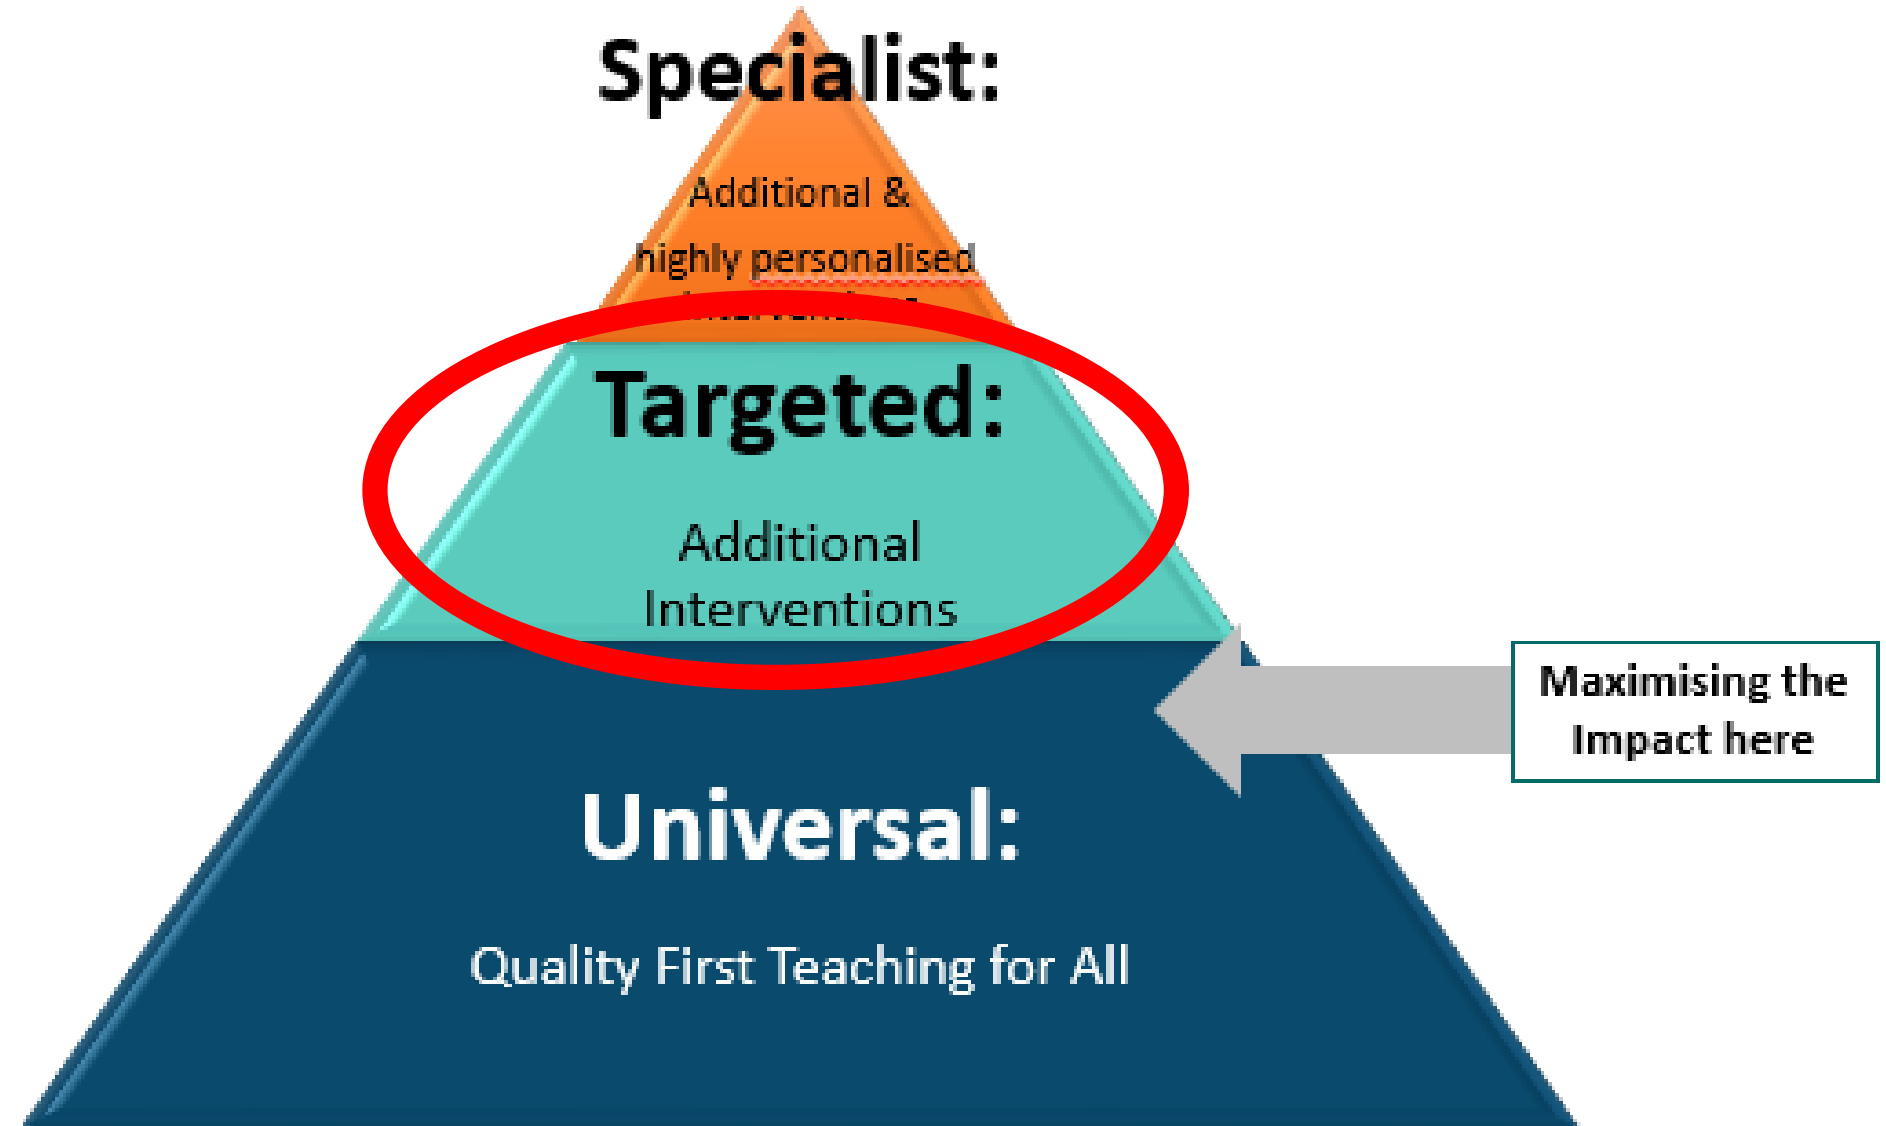 Specialist:
Additional &
highly personalised
Targeted:
Additional
Interventions
Maximising the
Impact here
Universal:
Quality First Teaching for All